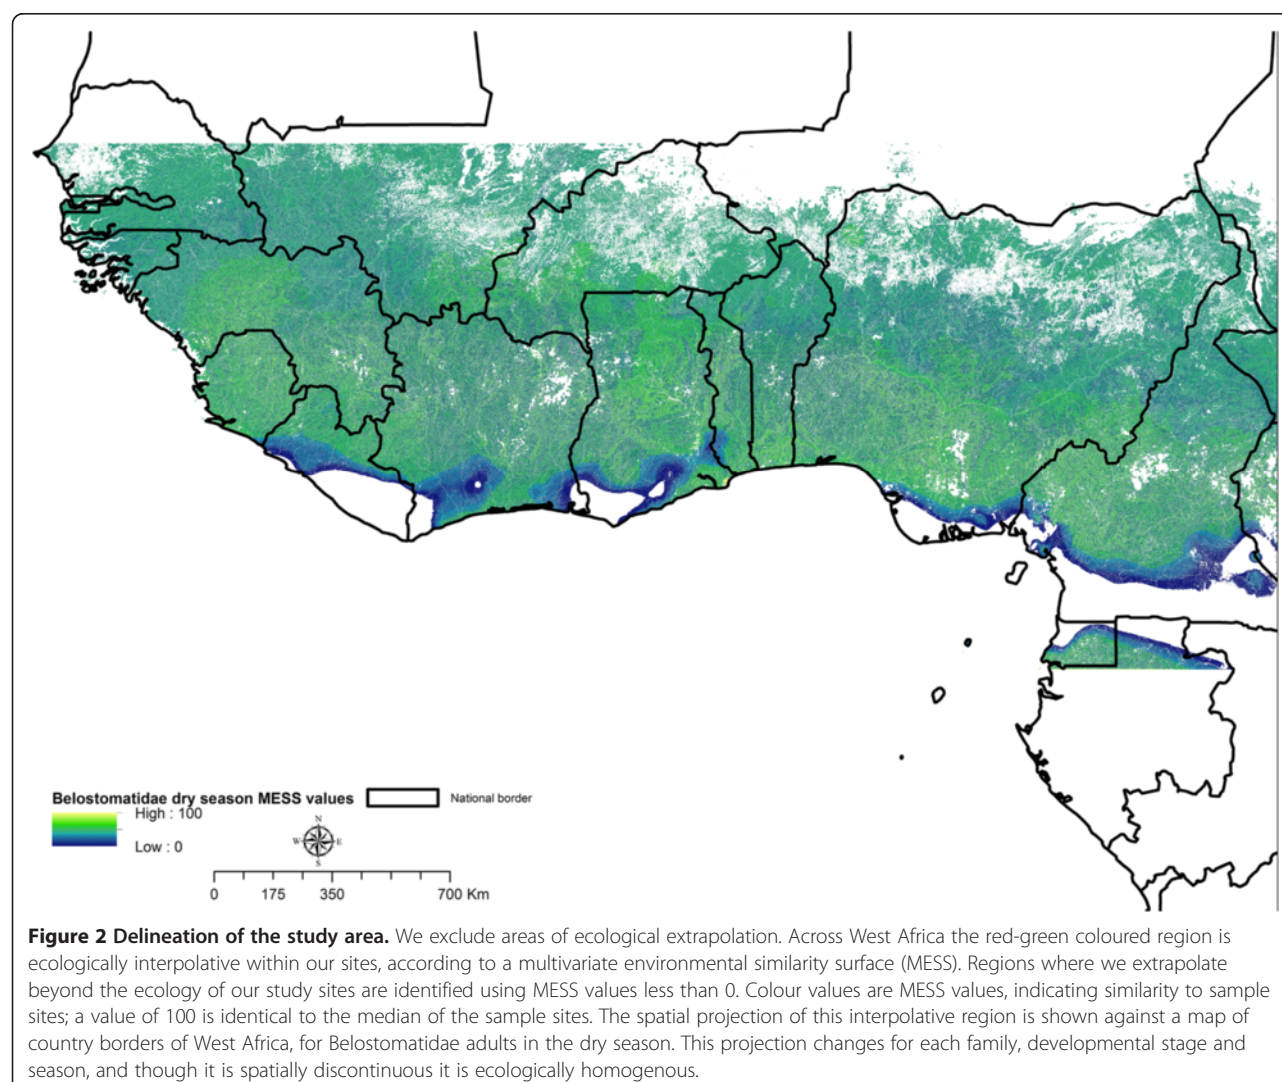 Belostomatidae dry season MESS values
National border
High : 100
Low : 0
N
W E
S
0 175 350 700 Km
Figure 2 Delineation of the study area. We exclude areas of ecological extrapolation. Across West Africa the red-green coloured region is
ecologically interpolative within our sites, according to a multivariate environmental similarity surface (MESS). Regions where we extrapolate
beyond the ecology of our study sites are identified using MESS values less than 0. Colour values are MESS values, indicating similarity to sample
sites; a value of 100 is identical to the median of the sample sites. The spatial projection of this interpolative region is shown against a map of
country borders of West Africa, for Belostomatidae adults in the dry season. This projection changes for each family, developmental stage and
season, and though it is spatially discontinuous it is ecologically homogenous.